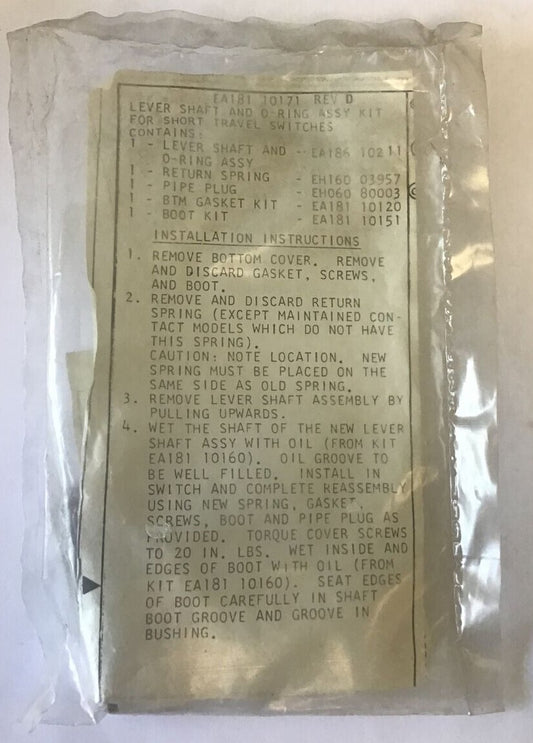 EA181 10171 REV D
LEVER SHAFT AND O-RING ASSY KIT
FOR SHORT TRAVEL SWITCHES
CONTAINS:
1 - LEVER SHAFT AND -- EA186 10211
O-RING ASSY
1 - RETURN SPRING - EH160 03957
1 - PIPE PLUG - EH060 80003
1 - BTM GASKET KIT - EA181 10120
1 - BOOT KIT - EA181 10151
INSTALLATION INSTRUCTIONS
1. REMOVE BOTTOM COVER. REMOVE
AND DISCARD GASKET, SCREWS,
AND BOOT.
2. REMOVE AND DISCARD RETURN
SPRING (EXCEPT MAINTAINED CON-
TACT MODELS WHICH DO NOT HAVE
THIS SPRING).
CAUTION: NOTE LOCATION. NEW
SPRING MUST BE PLACED ON THE
SAME SIDE AS OLD SPRING.
3. REMOVE LEVER SHAFT ASSEMBLY BY
PULLING UPWARDS.
4. WET THE SHAFT OF THE NEW LEVER
SHAFT ASSY WITH OIL (FROM KIT
EA181 10160). OIL GROOVE TO
BE WELL FILLED. INSTALL IN
SWITCH AND COMPLETE REASSEMBLY
USING NEW SPRING, GASKET,
SCREWS, BOOT AND PIPE PLUG AS
PROVIDED. TORQUE COVER SCREWS
TO 20 IN. LBS. WET INSIDE AND
EDGES OF BOOT WITH OIL (FROM
KIT EA181 10160). SEAT EDGES
OF BOOT CAREFULLY IN SHAFT
BOOT GROOVE AND GROOVE IN
BUSHING.